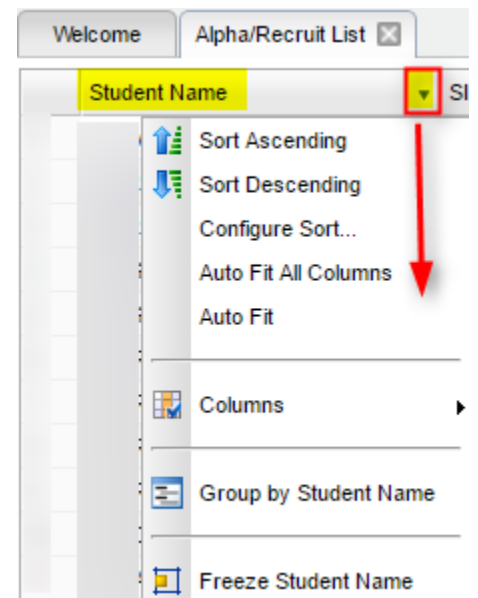 Welcome
Alpha/Recruit List
Student Name
Sort Ascending
Sort Descending
Configure Sort...
Auto Fit All Columns
Auto Fit
Columns
Group by Student Name
Freeze Student Name